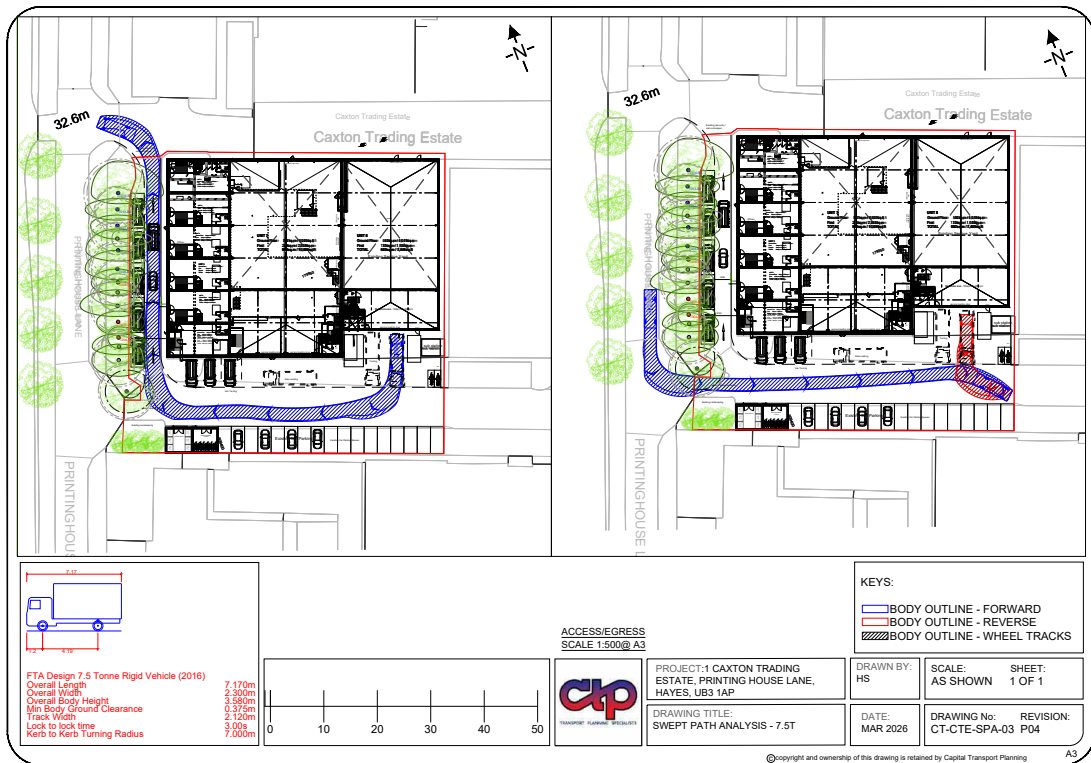 32.6m
N
Caxton Trading Estate
Caxton Trading Estate
PRINTINGHOUSE LANE
PRINTINGHOUSE
32.6m
N
Caxton Trading Estate
Caxton Trading Estate
PRINTINGHOUSE
PRINTINGHOUSE L
7.17
1.2
4.19
FTA Design 7.5 Tonne Rigid Vehicle (2016)
Overall Length 7.170m
Overall Width 2.300m
Overall Body Height 3.580m
Min Body Ground Clearance 0.375m
Track Width 2.120m
Lock to lock time 3.00s
Kerb to Kerb Turning Radius 7.000m
0 10 20 30 40 50
ACCESS/EGRESS
SCALE 1:500@ A3
ctp
TRANSPORT PLANNING SPECIALISTS
KEYS:
BODY OUTLINE - FORWARD
BODY OUTLINE - REVERSE
BODY OUTLINE - WHEEL TRACKS
PROJECT:1 CAXTON TRADING
ESTATE, PRINTING HOUSE LANE,
HAYES, UB3 1AP
DRAWING TITLE:
SWEPT PATH ANALYSIS - 7.5T
DRAWN BY:
HS
DATE:
MAR 2026
SCALE:
AS SHOWN
SHEET:
1 OF 1
DRAWING No:
CT-CTE-SPA-03
REVISION:
P04
©copyright and ownership of this drawing is retained by Capital Transport Planning
A3